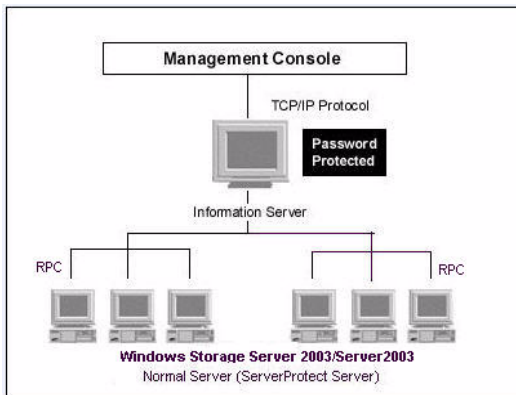 Management Console
TCP/IP Protocol
Password
Protected
Information Server
RPC
RPC
Windows Storage Server 2003/Server2003
Normal Server (ServerProtect Server)